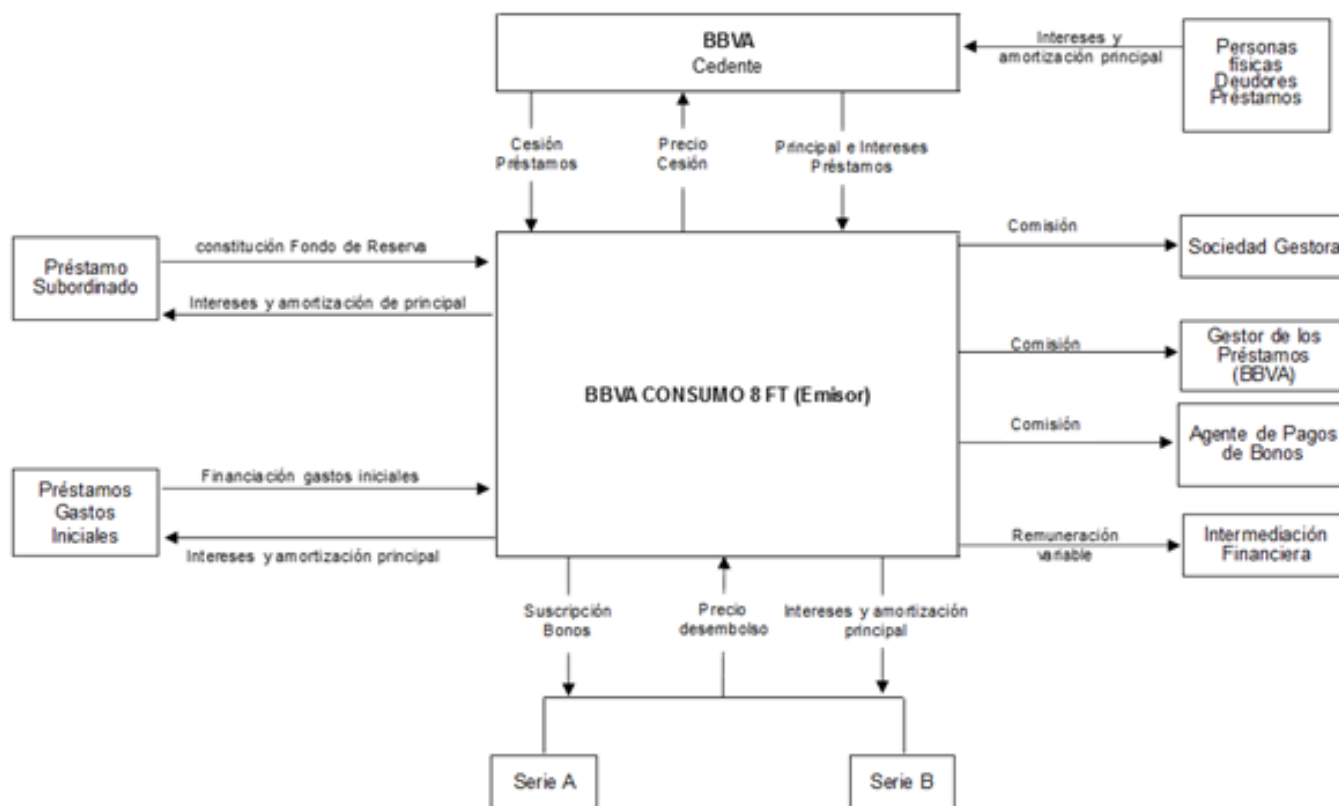 BBVA
Cedente
Intereses y
amortización principal
Personas
físicas
Deudores
Préstamos
Cesión
Préstamos
Precio
Cesión
Principal e Intereses
Préstamos
Préstamo
Subordinado
constitución Fondo de Reserva
Intereses y amortización de principal
Comisión
Sociedad Gestora
Comisión
Gestor de los
Préstamos
(BBVA)
BBVA CONSUMO 8 FT (Emisor)
Comisión
Agente de Pagos
de Bonos
Préstamos
Gastos
Iniciales
Financiación gastos iniciales
Intereses y amortización principal
Remuneración
variable
Intermediación
Financiera
Suscripción
Bonos
Precio
desembolso
Intereses y amortización
principal
Serie A
Serie B